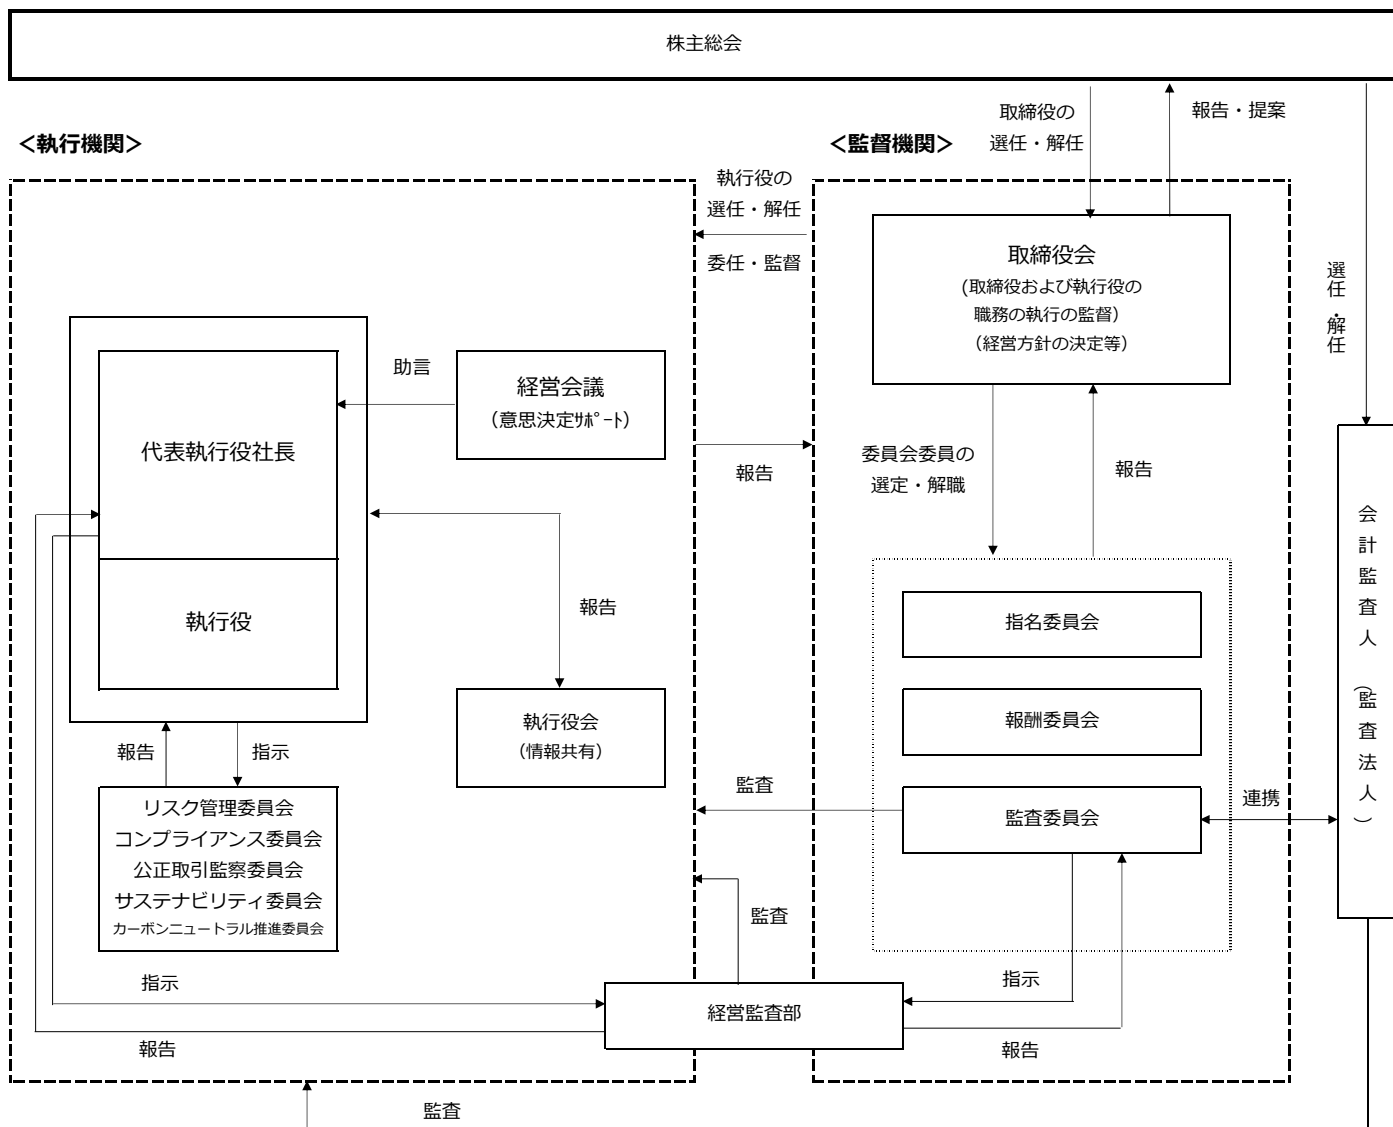 株主総会
取締役の
選任・解任
報告・提案
<執行機関>
<監督機関>
執行役の
選任・解任
委任・監督
取締役会
(取締役および執行役の
職務の執行の監督)
(経営方針の決定等)
選任・解任
助言
経営会議
(意思決定ｻﾎﾟｰﾄ)
代表執行役社長
報告
委員会委員の
選定・解職
報告
会計監査人(監査法人)
執行役
報告
指名委員会
執行役会
(情報共有)
報酬委員会
報告
指示
監査
監査委員会
連携
リスク管理委員会
コンプライアンス委員会
公正取引監察委員会
サステナビリティ委員会
カーボンニュートラル推進委員会
監査
指示
経営監査部
指示
報告
報告
監査